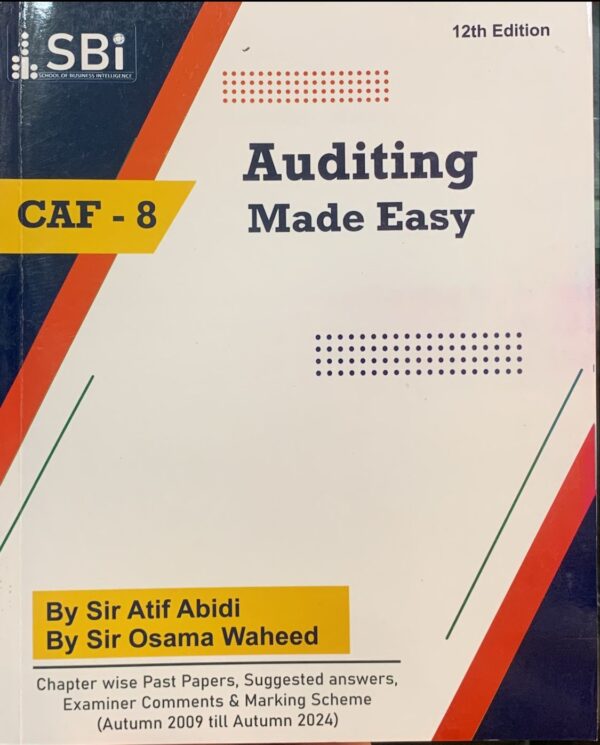 SBi
SCHOOL OF BUSINESS INTELLIGENCE
12th Edition
Auditing
Made Easy
CAF - 8
By Sir Atif Abidi
By Sir Osama Waheed
Chapter wise Past Papers, Suggested answers,
Examiner Comments & Marking Scheme
(Autumn 2009 till Autumn 2024)